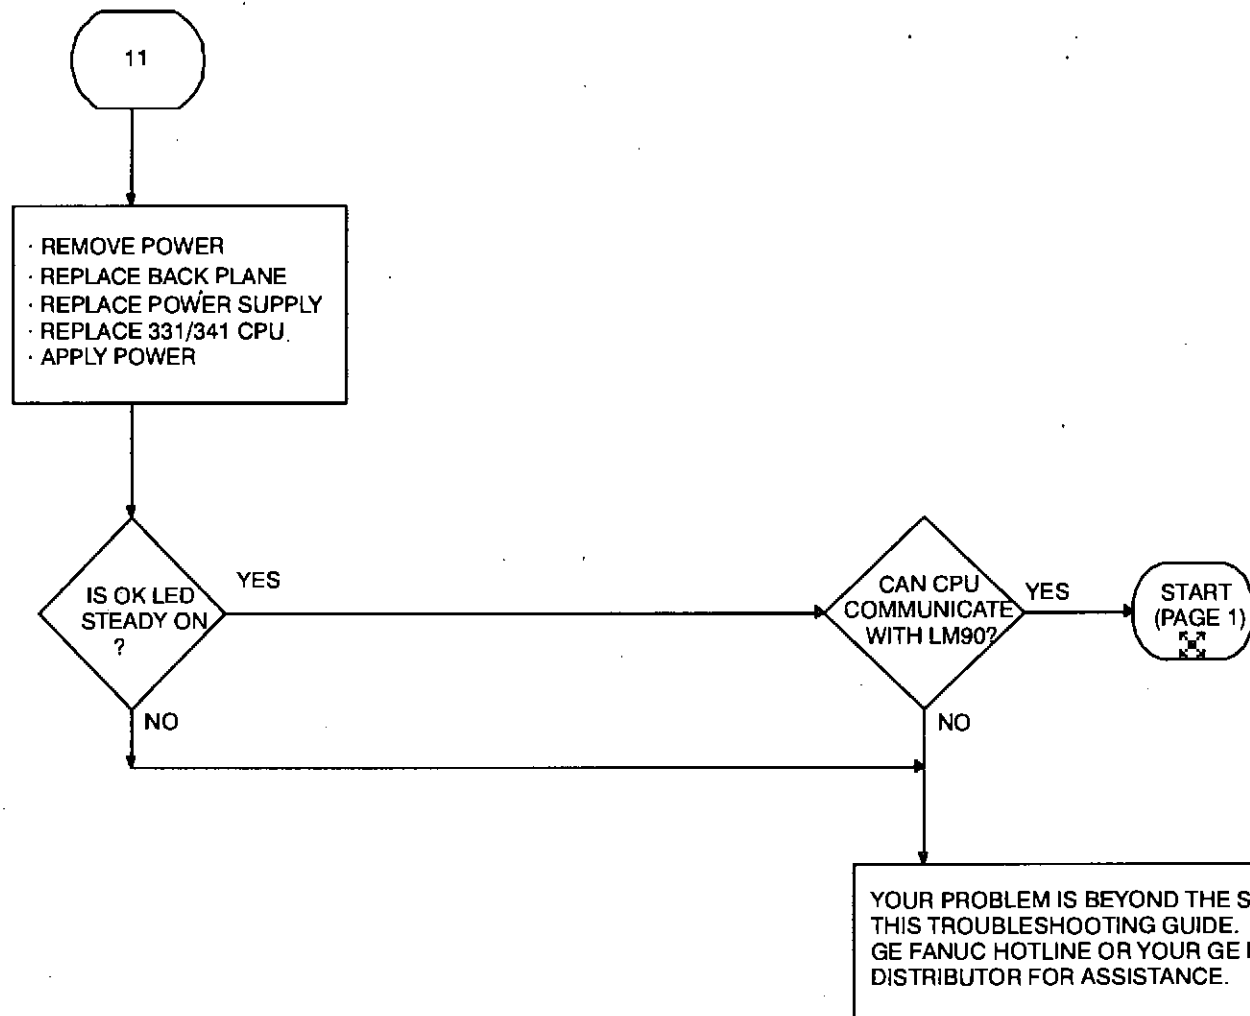 11
· REMOVE POWER
· REPLACE BACK PLANE
· REPLACE POWER SUPPLY
· REPLACE 331/341 CPU.
· APPLY POWER
IS OK LED
STEADY ON
?
YES
NO
CAN CPU
COMMUNICATE
WITH LM90?
YES
NO
START
(PAGE 1)
YOUR PROBLEM IS BEYOND THE
THIS TROUBLESHOOTING GUIDE.
GE FANUC HOTLINE OR YOUR GE
DISTRIBUTOR FOR ASSISTANCE.